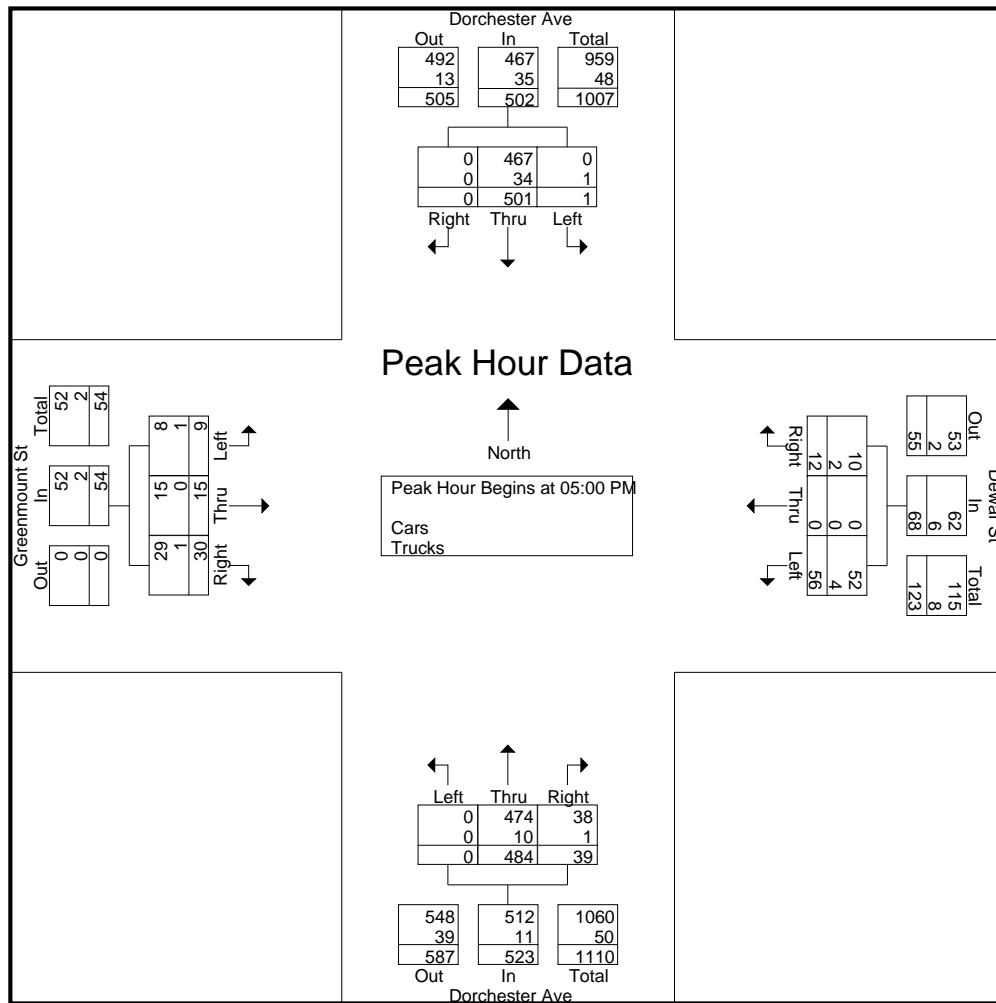 Dorchester Ave
Out In Total
492 467 959
13 35 48
505 502 1007
0 467 0
0 34 1
0 501 1
Right Thru Left
Peak Hour Data
North
Peak Hour Begins at 05:00 PM
Cars
Trucks
Greenmount St
Total In Out
52 52 0
2 2 0
54 54 0
8 15 29
1 0 1
9 15 30
Left Thru Right
Dewar St
Out In Total
53 62 115
2 6 8
55 68 123
10 0 52
2 0 4
12 0 56
Right Thru Left
Left Thru Right
0 474 38
0 10 1
0 484 39
548 512 1060
39 11 50
587 523 1110
Out In Total
Dorchester Ave